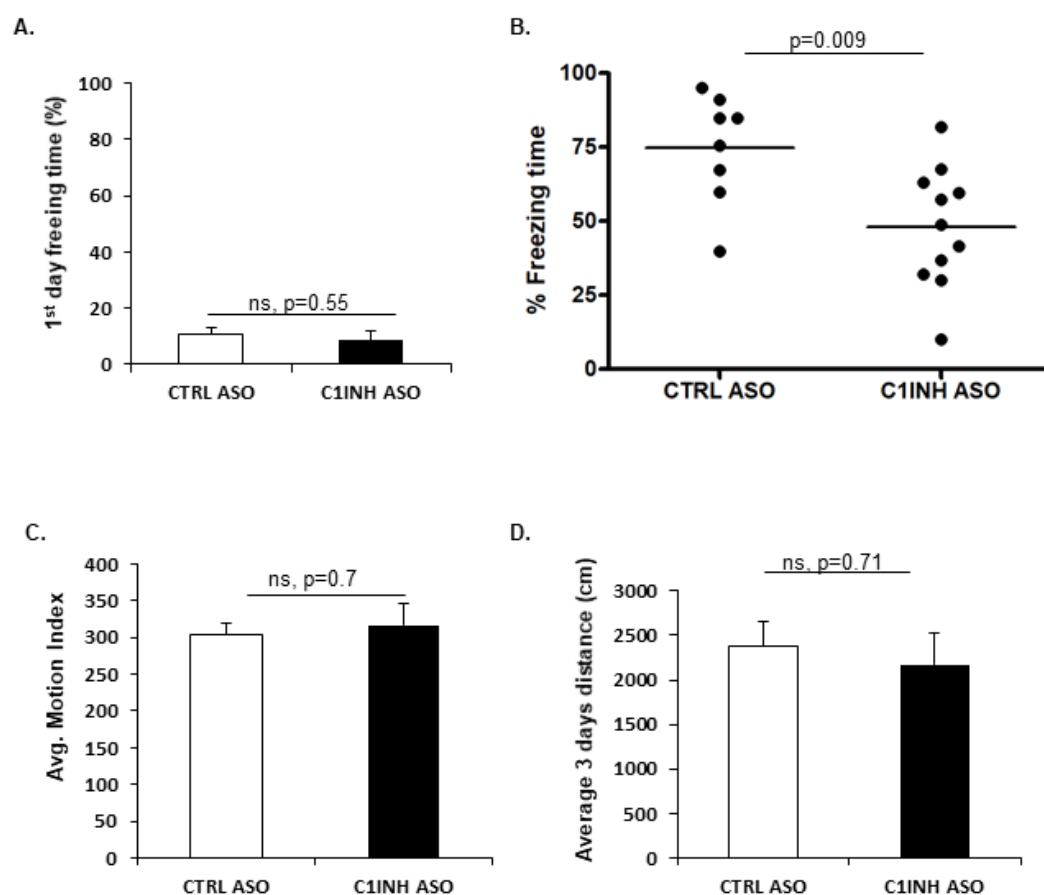 A.
1st day freeing time (%)
100
80
60
40
20
0
ns, p=0.55
CTRL ASO
C1INH ASO
B.
p=0.009
% Freezing time
100
75
50
25
0
CTRL ASO
C1INH ASO
C.
Avg. Motion Index
400
350
300
250
200
150
100
50
0
ns, p=0.7
CTRL ASO
C1INH ASO
D.
Average 3 days distance (cm)
3000
2500
2000
1500
1000
500
0
ns, p=0.71
CTRL ASO
C1INH ASO